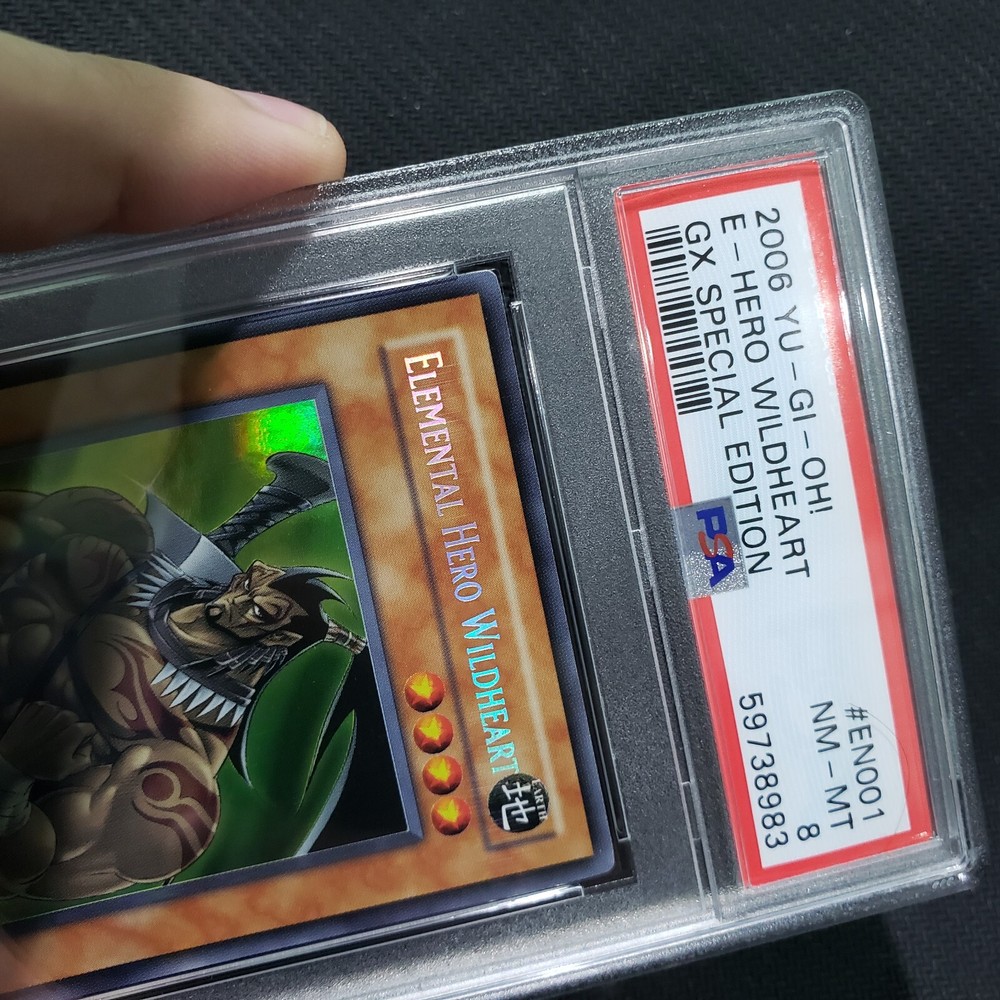 2006 YU-GI-OH!
#EN001
E-HERO WILDHEART
NM-MT
GX SPECIAL EDITION
8
59738983
PSA
ELEMENTAL HERO WILDHEART
EARTH
地